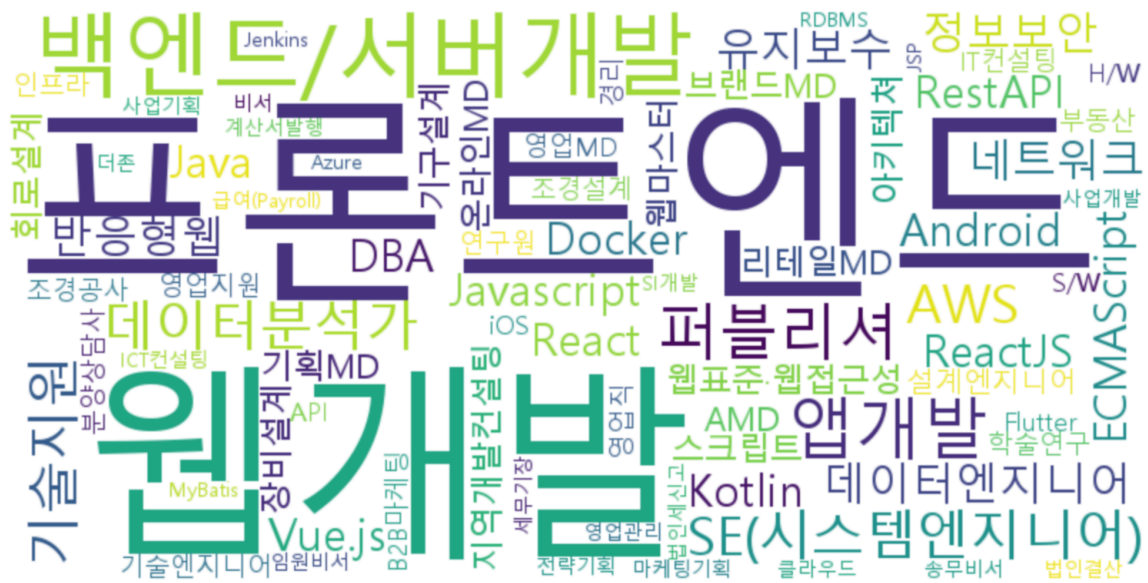 백엔드/서버개발
Jenkins
유지보수
RDBMS
정보보안
JSP
IT컨설팅
H/W
인프라
사업기획
비서
경리
브랜드MD
RestAPI
계산서발행
부동산
회로설계
더존
Java
프론트엔드
Azure
기구설계
온라인MD
영업MD
웹마스터
아키텍쳐
네트워크
급여(Payroll)
조경설계
사업개발
반응형웹
DBA
연구원
Docker
리테일MD
Android
ECMAScript
조경공사
영업지원
Javascript
SI개발
S/W
AWS
데이터분석가
iOS
React
퍼블리셔
ReactJS
기술지원
분양상담사
ICT컨설팅
기획MD
지역개발컨설팅
웹표준·웹접근성
설계엔지니어
웹개발
장비설계
API
영업직
AMD
앱개발
Flutter
스크립트
학술연구
MyBatis
B2B마케팅
세무기장
법인세신고
Kotlin
데이터엔지니어
Vue.js
영업관리
SE(시스템엔지니어)
기술엔지니어
임원비서
전략기획
마케팅기획
클라우드
송무비서
법인결산